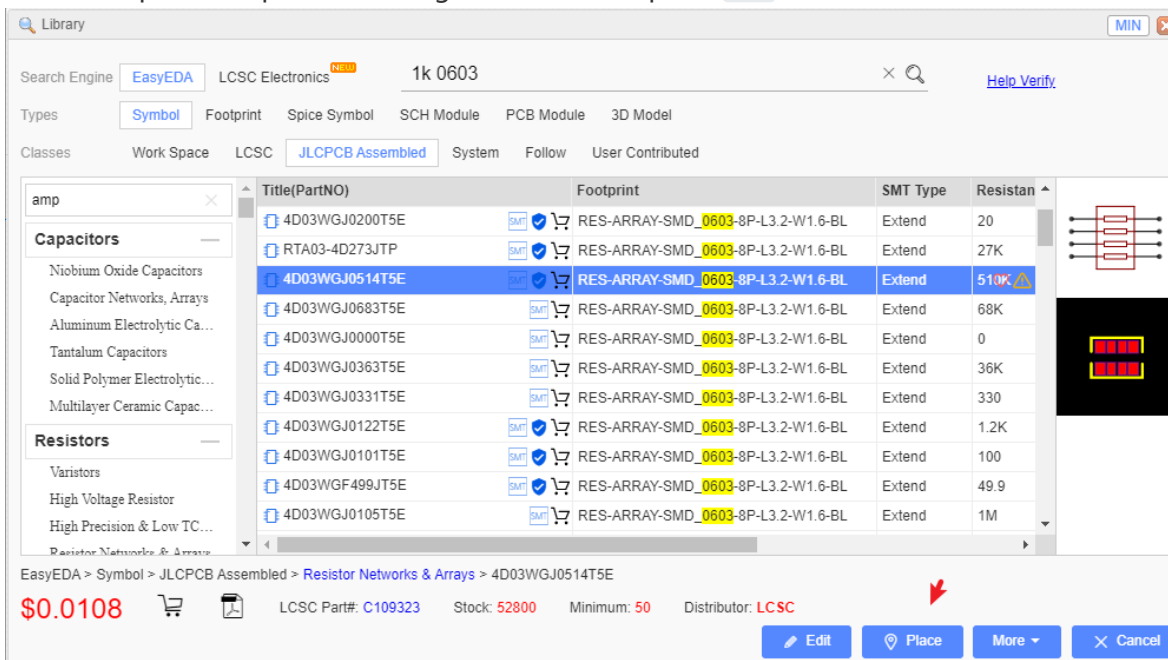 Library MIN
Search Engine EasyEDA LCSC Electronics NEW 1k 0603 Help Verify
Types Symbol Footprint Spice Symbol SCH Module PCB Module 3D Model
Classes Work Space LCSC JLCPCB Assembled System Follow User Contributed
amp
Capacitors
Niobium Oxide Capacitors
Capacitor Networks, Arrays
Aluminum Electrolytic Ca...
Tantalum Capacitors
Solid Polymer Electrolytic...
Multilayer Ceramic Capac...
Resistors
Varistors
High Voltage Resistor
High Precision & Low TC...
Resistor Networks & Arrays
Title(PartNO) Footprint SMT Type Resistan
4D03WGJ0200T5E SMT RES-ARRAY-SMD_0603-8P-L3.2-W1.6-BL Extend 20
RTA03-4D273JTP SMT RES-ARRAY-SMD_0603-8P-L3.2-W1.6-BL Extend 27K
4D03WGJ0514T5E SMT RES-ARRAY-SMD_0603-8P-L3.2-W1.6-BL Extend 510K
4D03WGJ0683T5E SMT RES-ARRAY-SMD_0603-8P-L3.2-W1.6-BL Extend 68K
4D03WGJ0000T5E SMT RES-ARRAY-SMD_0603-8P-L3.2-W1.6-BL Extend 0
4D03WGJ0363T5E SMT RES-ARRAY-SMD_0603-8P-L3.2-W1.6-BL Extend 36K
4D03WGJ0331T5E SMT RES-ARRAY-SMD_0603-8P-L3.2-W1.6-BL Extend 330
4D03WGJ0122T5E SMT RES-ARRAY-SMD_0603-8P-L3.2-W1.6-BL Extend 1.2K
4D03WGJ0101T5E SMT RES-ARRAY-SMD_0603-8P-L3.2-W1.6-BL Extend 100
4D03WGF499JT5E SMT RES-ARRAY-SMD_0603-8P-L3.2-W1.6-BL Extend 49.9
4D03WGJ0105T5E SMT RES-ARRAY-SMD_0603-8P-L3.2-W1.6-BL Extend 1M
EasyEDA > Symbol > JLCPCB Assembled > Resistor Networks & Arrays > 4D03WGJ0514T5E
$0.0108 LCSC Part#: C109323 Stock: 52800 Minimum: 50 Distributor: LCSC
Edit Place More Cancel